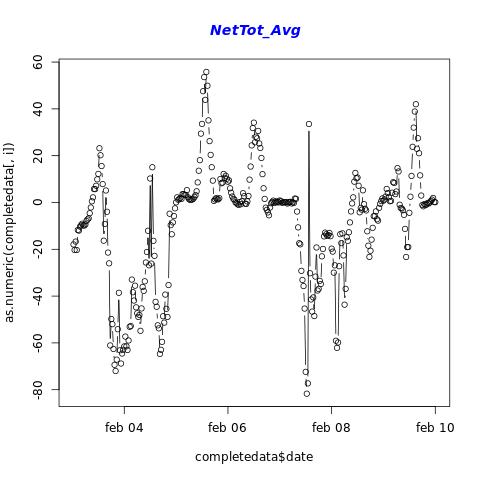 NetTot_Avg
as.numeric(completedata[, i])
60
40
20
0
-20
-40
-60
-80
feb 04
feb 06
feb 08
feb 10
completedata$date